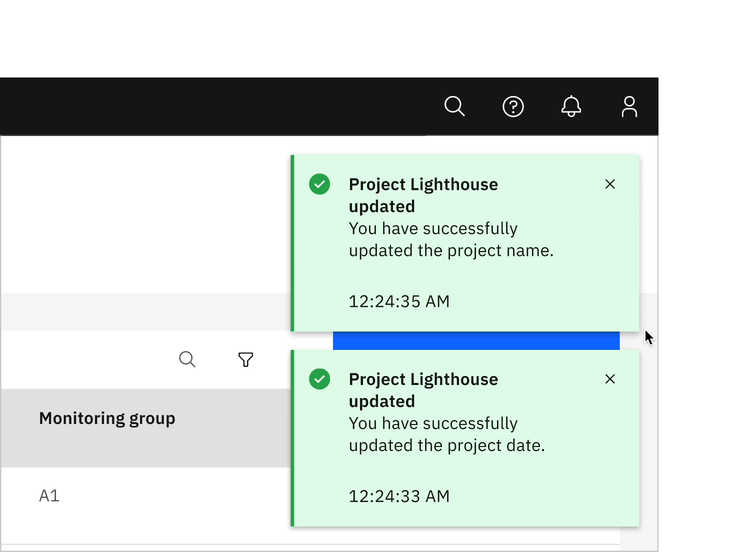 Project Lighthouse
updated
You have successfully
updated the project name.
12:24:35 AM
Project Lighthouse
updated
You have successfully
updated the project date.
12:24:33 AM
Monitoring group
A1